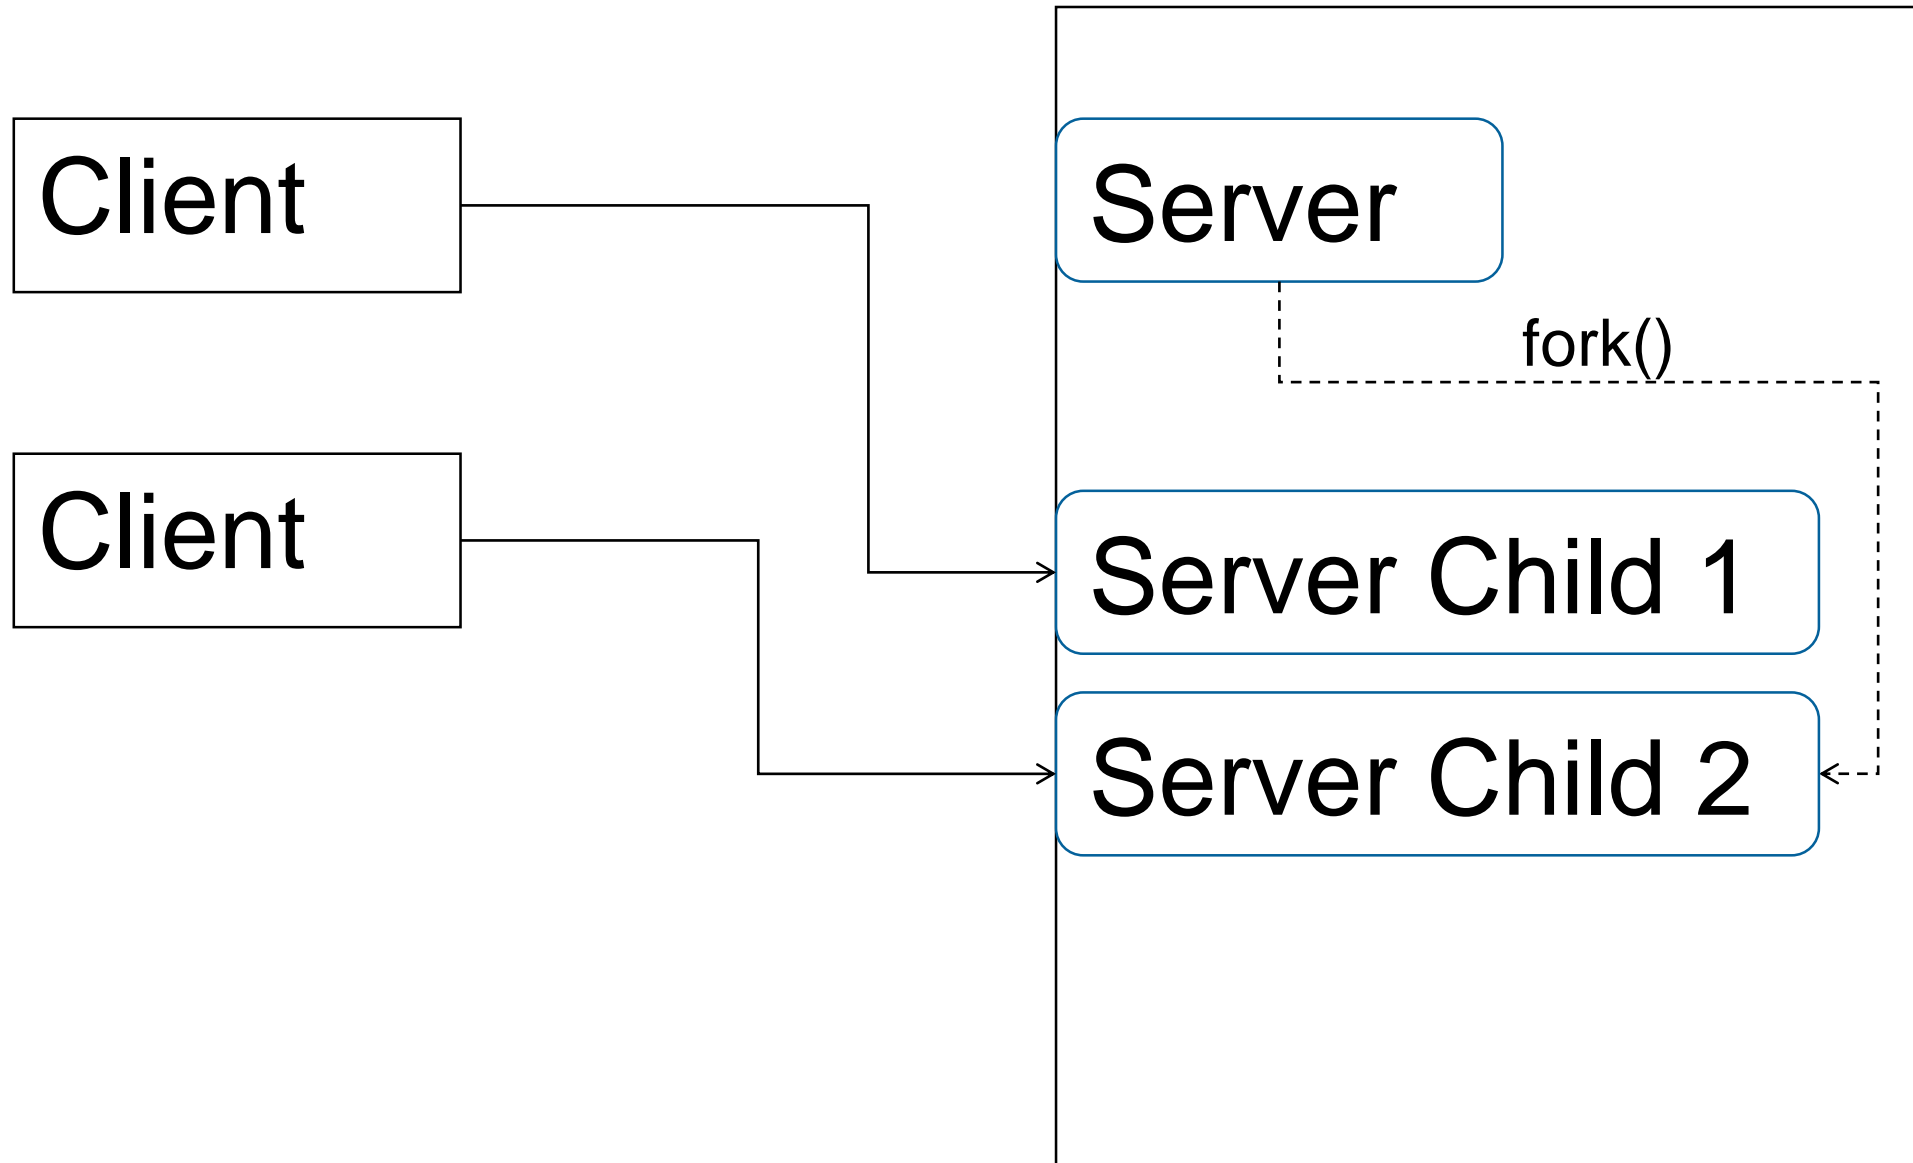 Client
Server
fork()
Client
Server Child 1
Server Child 2